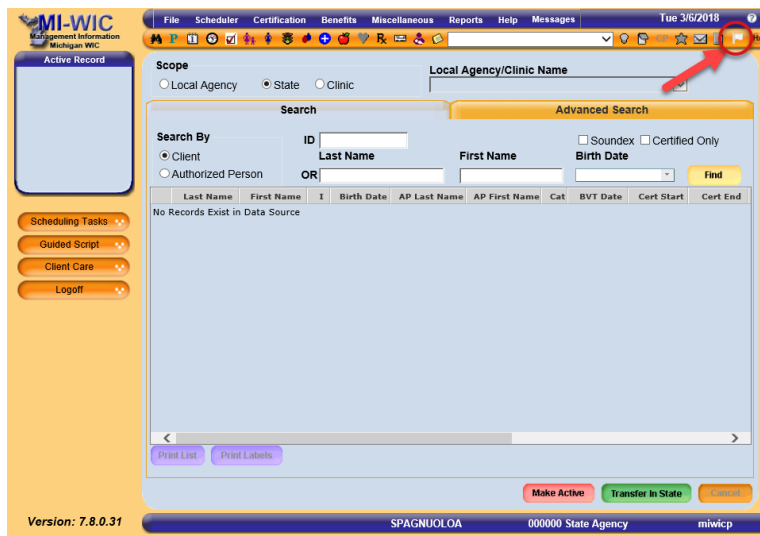 MI-WIC
Management Information
Michigan WIC
File Scheduler Certification Benefits Miscellaneous Reports Help Messages Tue 3/6/2018 ?
P GP
Active Record
Scope
Local Agency State Clinic
Local Agency/Clinic Name
Search Advanced Search
Search By ID Soundex Certified Only
Client Last Name First Name Birth Date
Authorized Person OR Find
Last Name First Name I Birth Date AP Last Name AP First Name Cat BVT Date Cert Start Cert End
No Records Exist in Data Source
Scheduling Tasks
Guided Script
Client Care
Logoff
Print List Print Labels
Make Active Transfer In State Cancel
Version: 7.8.0.31 SPAGNUOLOA 000000 State Agency miwicp